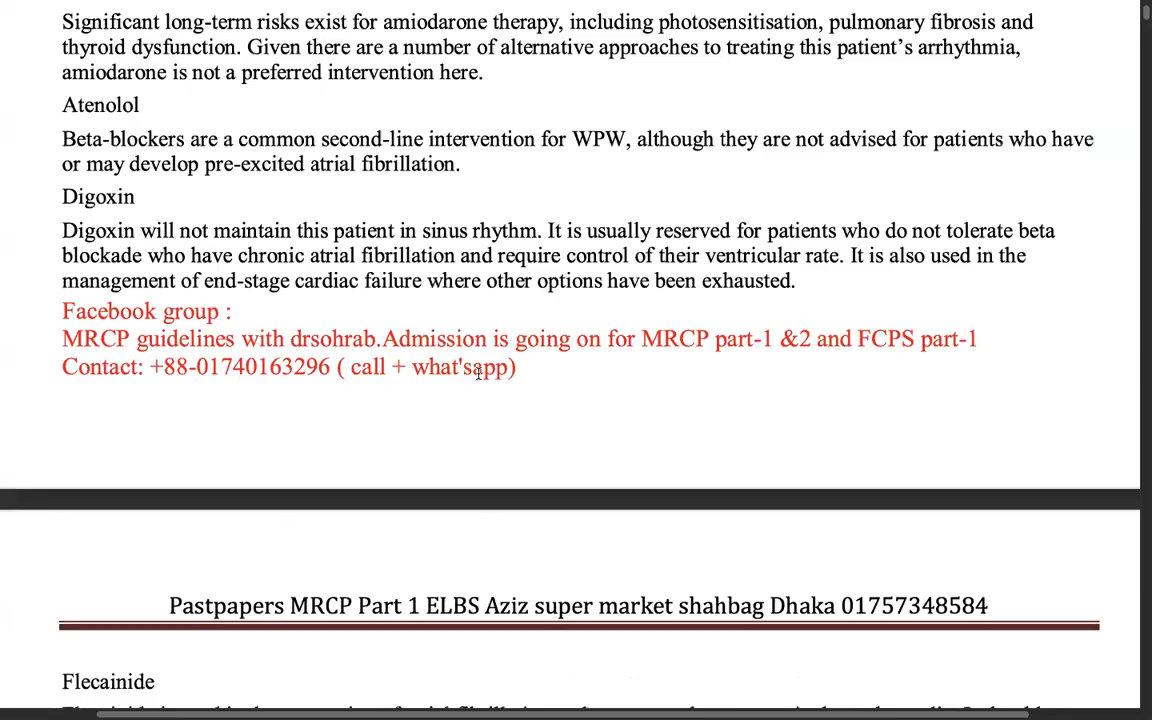 Significant long-term risks exist for amiodarone therapy, including photosensitisation, pulmonary fibrosis and
thyroid dysfunction. Given there are a number of alternative approaches to treating this patient’s arrhythmia,
amiodarone is not a preferred intervention here.
Atenolol
Beta-blockers are a common second-line intervention for WPW, although they are not advised for patients who have
or may develop pre-excited atrial fibrillation.
Digoxin
Digoxin will not maintain this patient in sinus rhythm. It is usually reserved for patients who do not tolerate beta
blockade who have chronic atrial fibrillation and require control of their ventricular rate. It is also used in the
management of end-stage cardiac failure where other options have been exhausted.
Facebook group :
MRCP guidelines with drsohrab.Admission is going on for MRCP part-1 &2 and FCPS part-1
Contact: +88-01740163296 ( call + what'sapp)
Pastpapers MRCP Part 1 ELBS Aziz super market shahbag Dhaka 01757348584
Flecainide